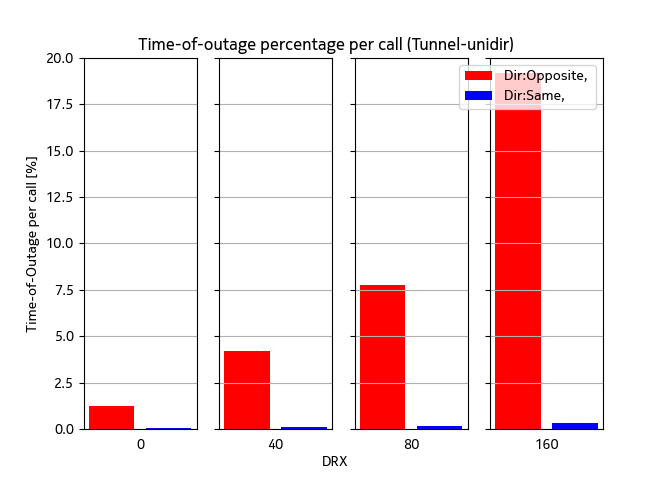 Time-of-outage percentage per call (Tunnel-unidir)
Time-of-Outage per call [%]
20.0
17.5
15.0
12.5
10.0
7.5
5.0
2.5
0.0
Dir:Opposite,
Dir:Same,
0
40
80
160
DRX